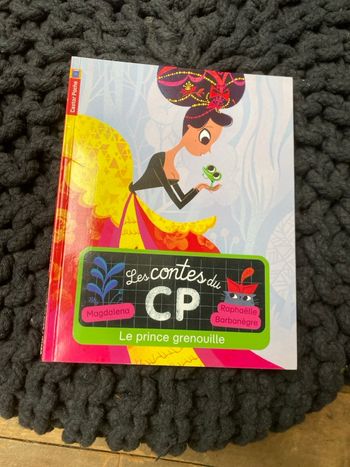 Castor Poche
Les contes du
CP
Magdalena
Raphaëlle
Barbanègre
Le prince grenouille